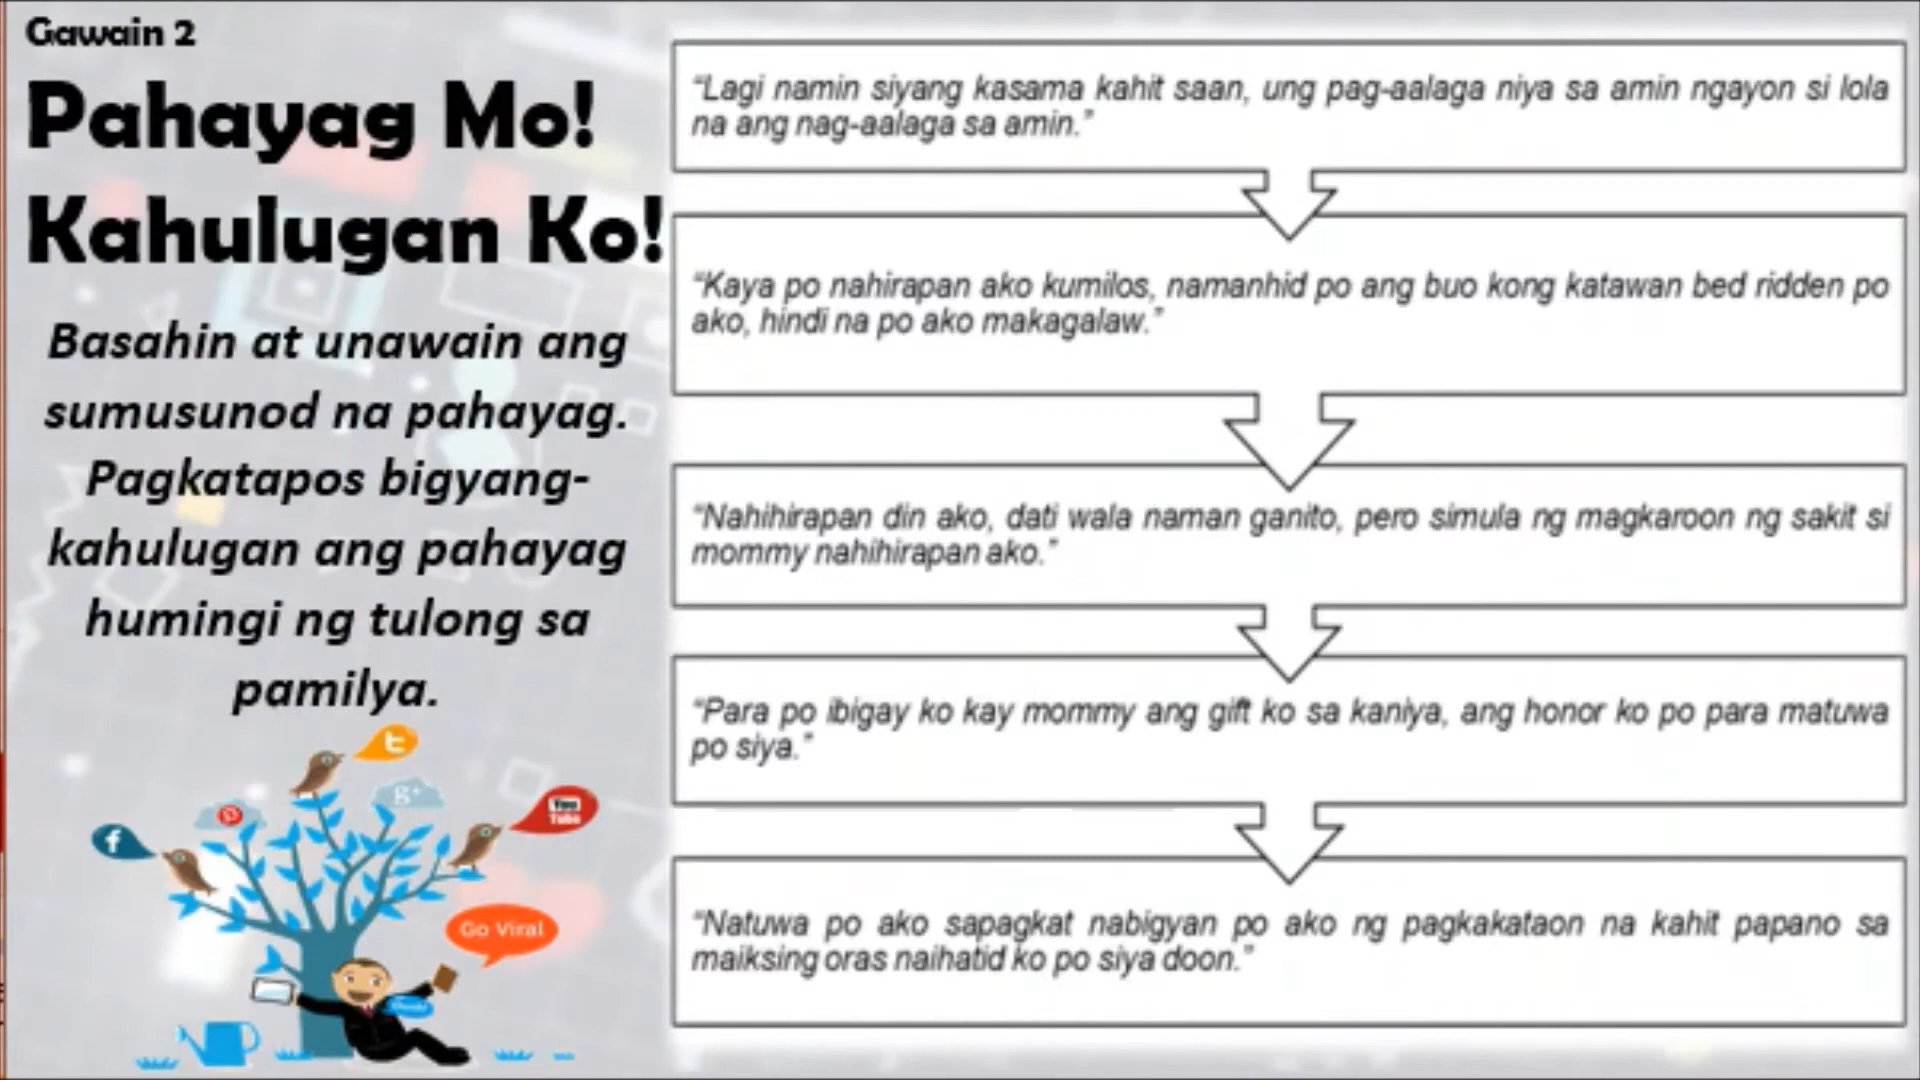 Gawain 2
Pahayag Mo!
Kahulugan Ko!
Basahin at unawain ang
sumusunod na pahayag.
Pagkatapos bigyang-
kahulugan ang pahayag
humingi ng tulong sa
pamilya.
t
g+
f
You
Tube
Go Viral
“Lagi namin siyang kasama kahit saan, ung pag-aalaga niya sa amin ngayon si lola
na ang nag-aalaga sa amin.”
“Kaya po nahirapan ako kumilos, namanhid po ang buo kong katawan bed ridden po
ako, hindi na po ako makagalaw.”
“Nahihirapan din ako, dati wala naman ganito, pero simula ng magkaroon ng sakit si
mommy nahihirapan ako.”
“Para po ibigay ko kay mommy ang gift ko sa kaniya, ang honor ko po para matuwa
po siya.”
“Natuwa po ako sapagkat nabigyan po ako ng pagkakataon na kahit papano sa
maiksing oras naihatid ko po siya doon.”